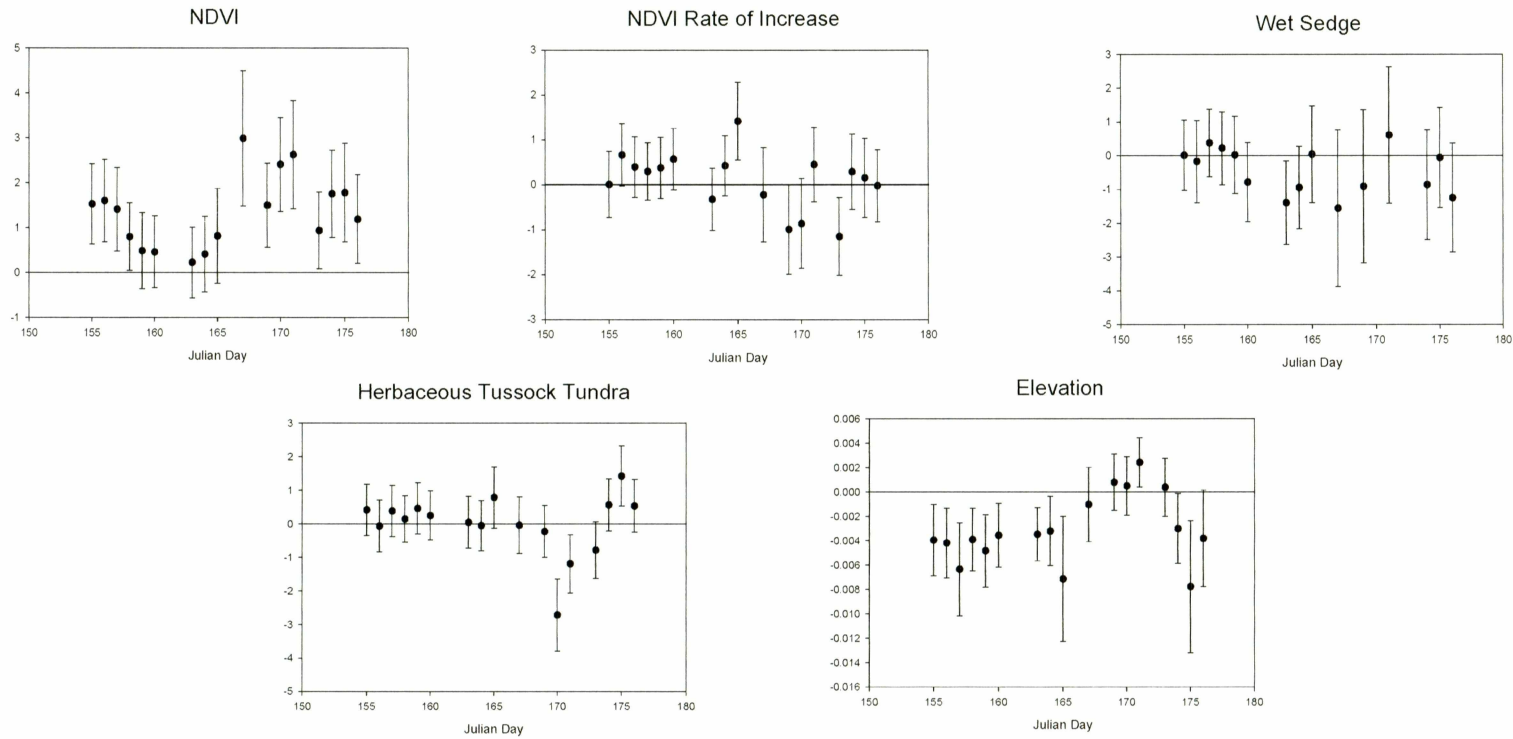 NDVI
5
4
3
2
1
0
-1
150 155 160 165 170 175 180
Julian Day
NDVI Rate of Increase
3
2
1
0
-1
-2
-3
150 155 160 165 170 175 180
Julian Day
Wet Sedge
3
2
1
0
-1
-2
-3
-4
-5
150 155 160 165 170 175 180
Julian Day
Herbaceous Tussock Tundra
3
2
1
0
-1
-2
-3
-4
-5
150 155 160 165 170 175 180
Julian Day
Elevation
0.006
0.004
0.002
0.000
-0.002
-0.004
-0.006
-0.008
-0.010
-0.012
-0.014
-0.016
150 155 160 165 170 175 180
Julian Day